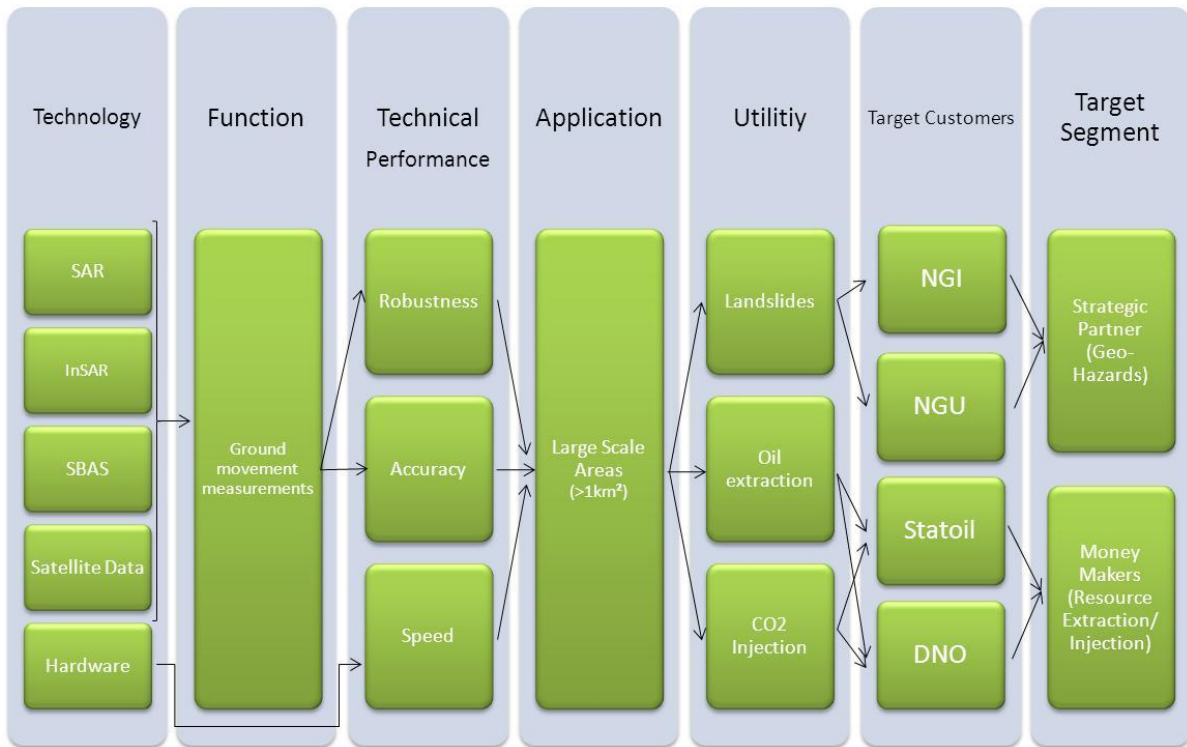 Technology
Function
Technical
Performance
Application
Utilitiy
Target Customers
Target
Segment
SAR
InSAR
SBAS
Satellite Data
Hardware
Ground
movement
measurements
Robustness
Accuracy
Speed
Large Scale
Areas
(>1km²)
Landslides
Oil
extraction
CO2
Injection
NGI
NGU
Statoil
DNO
Strategic
Partner
(Geo-
Hazards)
Money
Makers
(Resource
Extraction/
Injection)